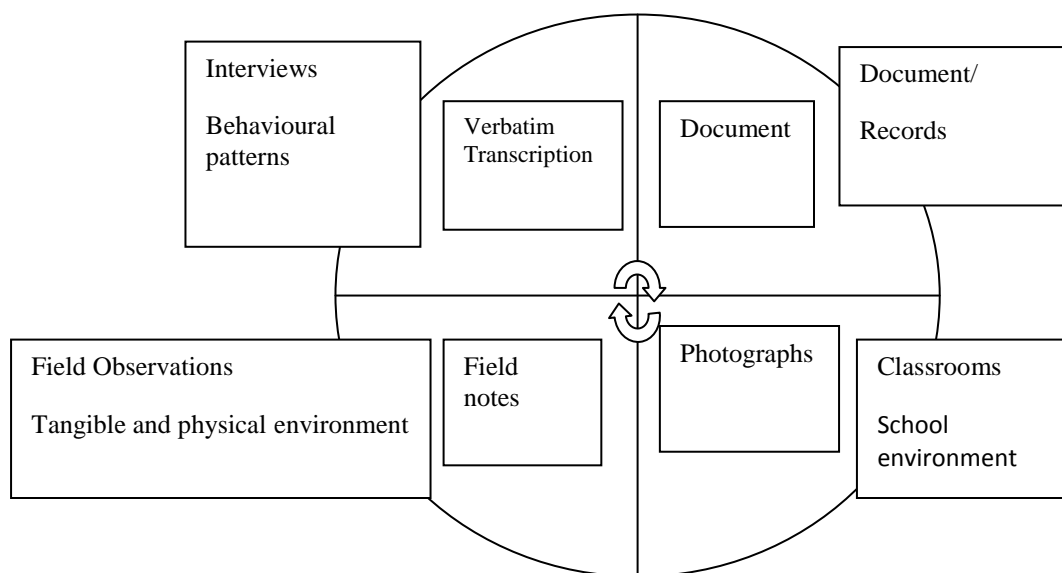 Interviews
Behavioural
patterns
Verbatim
Transcription
Document
Document/
Records
Field Observations
Tangible and physical environment
Field
notes
Photographs
Classrooms
School
environment